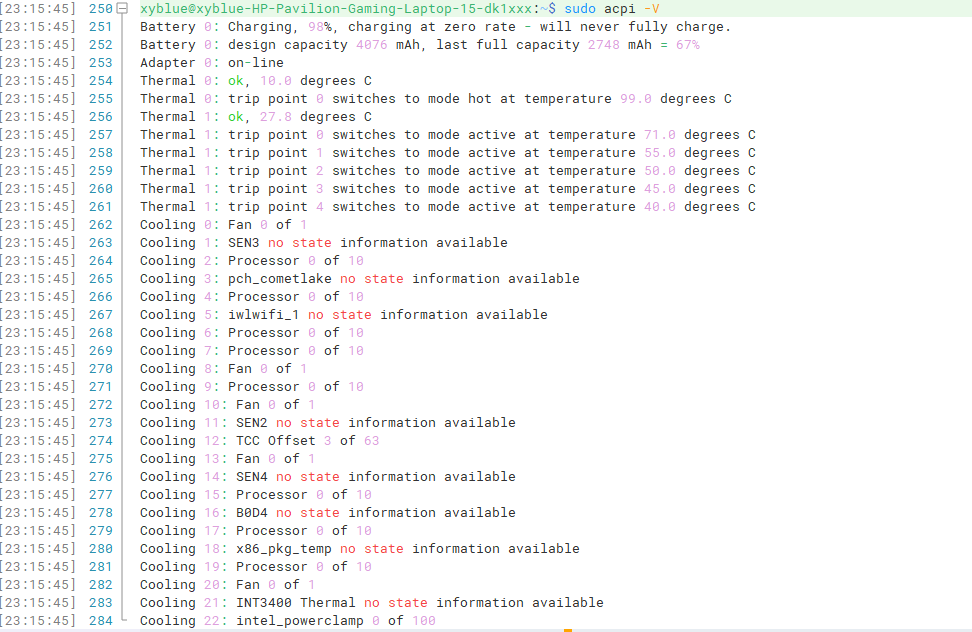 [23:15:45] 250 xyblue@xyblue-HP-Pavilion-Gaming-Laptop-15-dk1xxx:~$ sudo acpi -V
[23:15:45] 251 Battery 0: Charging, 98%, charging at zero rate - will never fully charge.
[23:15:45] 252 Battery 0: design capacity 4076 mAh, last full capacity 2748 mAh = 67%
[23:15:45] 253 Adapter 0: on-line
[23:15:45] 254 Thermal 0: ok, 10.0 degrees C
[23:15:45] 255 Thermal 0: trip point 0 switches to mode hot at temperature 99.0 degrees C
[23:15:45] 256 Thermal 1: ok, 27.8 degrees C
[23:15:45] 257 Thermal 1: trip point 0 switches to mode active at temperature 71.0 degrees C
[23:15:45] 258 Thermal 1: trip point 1 switches to mode active at temperature 55.0 degrees C
[23:15:45] 259 Thermal 1: trip point 2 switches to mode active at temperature 50.0 degrees C
[23:15:45] 260 Thermal 1: trip point 3 switches to mode active at temperature 45.0 degrees C
[23:15:45] 261 Thermal 1: trip point 4 switches to mode active at temperature 40.0 degrees C
[23:15:45] 262 Cooling 0: Fan 0 of 1
[23:15:45] 263 Cooling 1: SEN3 no state information available
[23:15:45] 264 Cooling 2: Processor 0 of 10
[23:15:45] 265 Cooling 3: pch_cometlake no state information available
[23:15:45] 266 Cooling 4: Processor 0 of 10
[23:15:45] 267 Cooling 5: iwlwifi_1 no state information available
[23:15:45] 268 Cooling 6: Processor 0 of 10
[23:15:45] 269 Cooling 7: Processor 0 of 10
[23:15:45] 270 Cooling 8: Fan 0 of 1
[23:15:45] 271 Cooling 9: Processor 0 of 10
[23:15:45] 272 Cooling 10: Fan 0 of 1
[23:15:45] 273 Cooling 11: SEN2 no state information available
[23:15:45] 274 Cooling 12: TCC Offset 3 of 63
[23:15:45] 275 Cooling 13: Fan 0 of 1
[23:15:45] 276 Cooling 14: SEN4 no state information available
[23:15:45] 277 Cooling 15: Processor 0 of 10
[23:15:45] 278 Cooling 16: B0D4 no state information available
[23:15:45] 279 Cooling 17: Processor 0 of 10
[23:15:45] 280 Cooling 18: x86_pkg_temp no state information available
[23:15:45] 281 Cooling 19: Processor 0 of 10
[23:15:45] 282 Cooling 20: Fan 0 of 1
[23:15:45] 283 Cooling 21: INT3400 Thermal no state information available
[23:15:45] 284 Cooling 22: intel_powerclamp 0 of 100